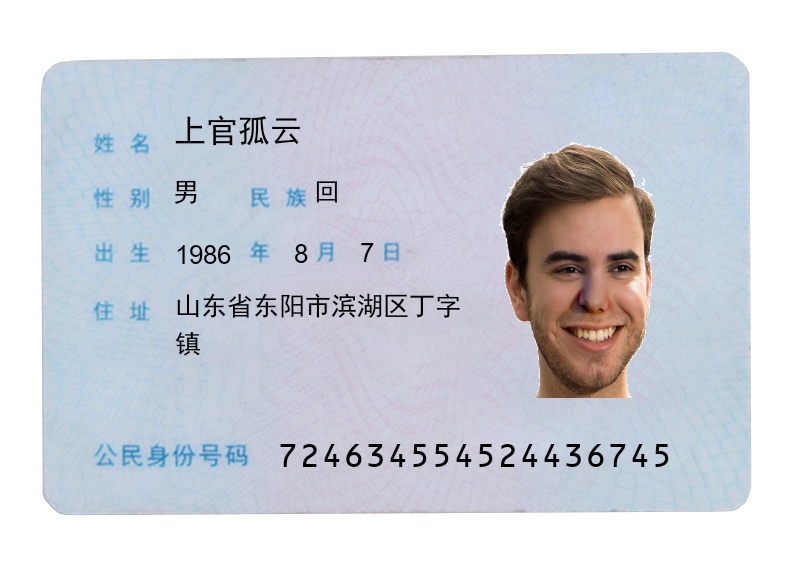 姓名 上官孤云
性别 男 民族 回
出生 1986 年 8 月 7 日
住址 山东省东阳市滨湖区丁字
镇
公民身份号码 724634554524436745